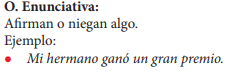 O. Enunciativa:
Afirman o niegan algo.
Ejemplo:
• Mi hermano ganó un gran premio.